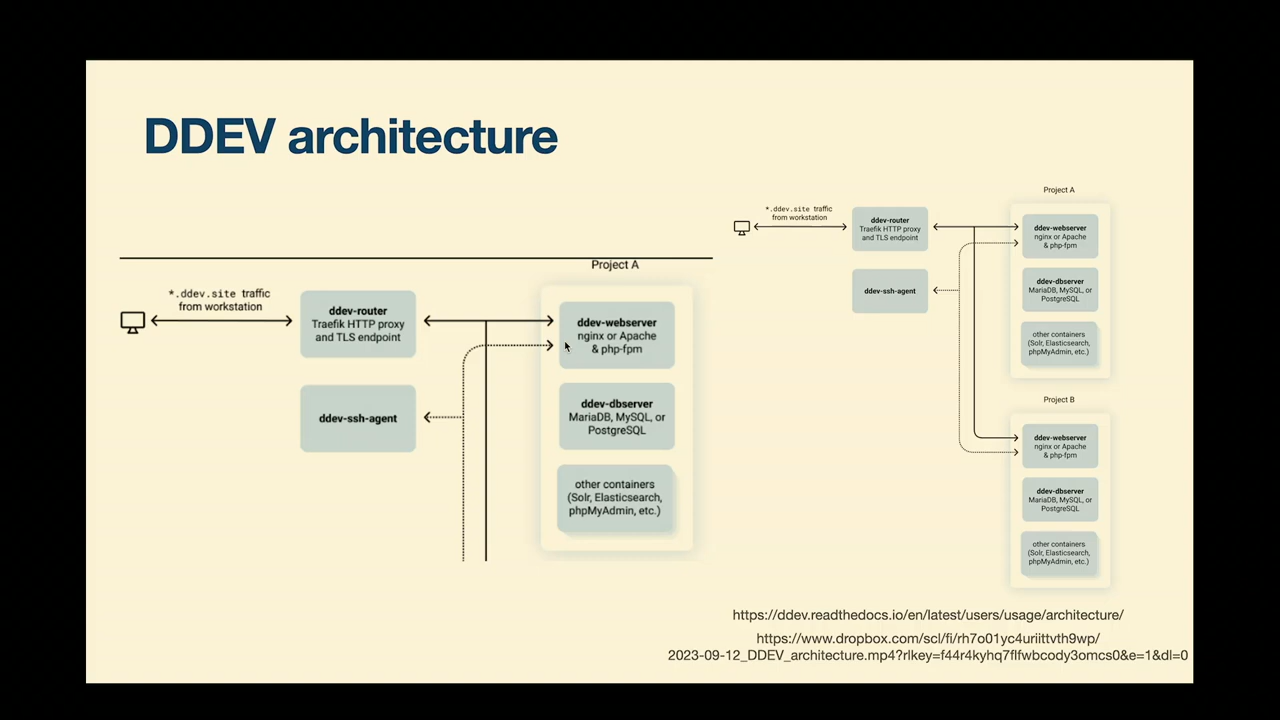 DDEV architecture
Project A
*.ddev.site traffic
from workstation
ddev-router
Traefik HTTP proxy
and TLS endpoint
ddev-ssh-agent
ddev-webserver
nginx or Apache
& php-fpm
ddev-dbserver
MariaDB, MySQL, or
PostgreSQL
other containers
(Solr, Elasticsearch,
phpMyAdmin, etc.)
Project A
*.ddev.site traffic
from workstation
ddev-router
Traefik HTTP proxy
and TLS endpoint
ddev-ssh-agent
ddev-webserver
nginx or Apache
& php-fpm
ddev-dbserver
MariaDB, MySQL, or
PostgreSQL
other containers
(Solr, Elasticsearch,
phpMyAdmin, etc.)
Project B
ddev-webserver
nginx or Apache
& php-fpm
ddev-dbserver
MariaDB, MySQL, or
PostgreSQL
other containers
(Solr, Elasticsearch,
phpMyAdmin, etc.)
https://ddev.readthedocs.io/en/latest/users/usage/architecture/
https://www.dropbox.com/scl/fi/rh7o01yc4uriittvth9wp/
2023-09-12_DDEV_architecture.mp4?rlkey=f44r4kyhq7flfwbcody3omcs0&e=1&dl=0